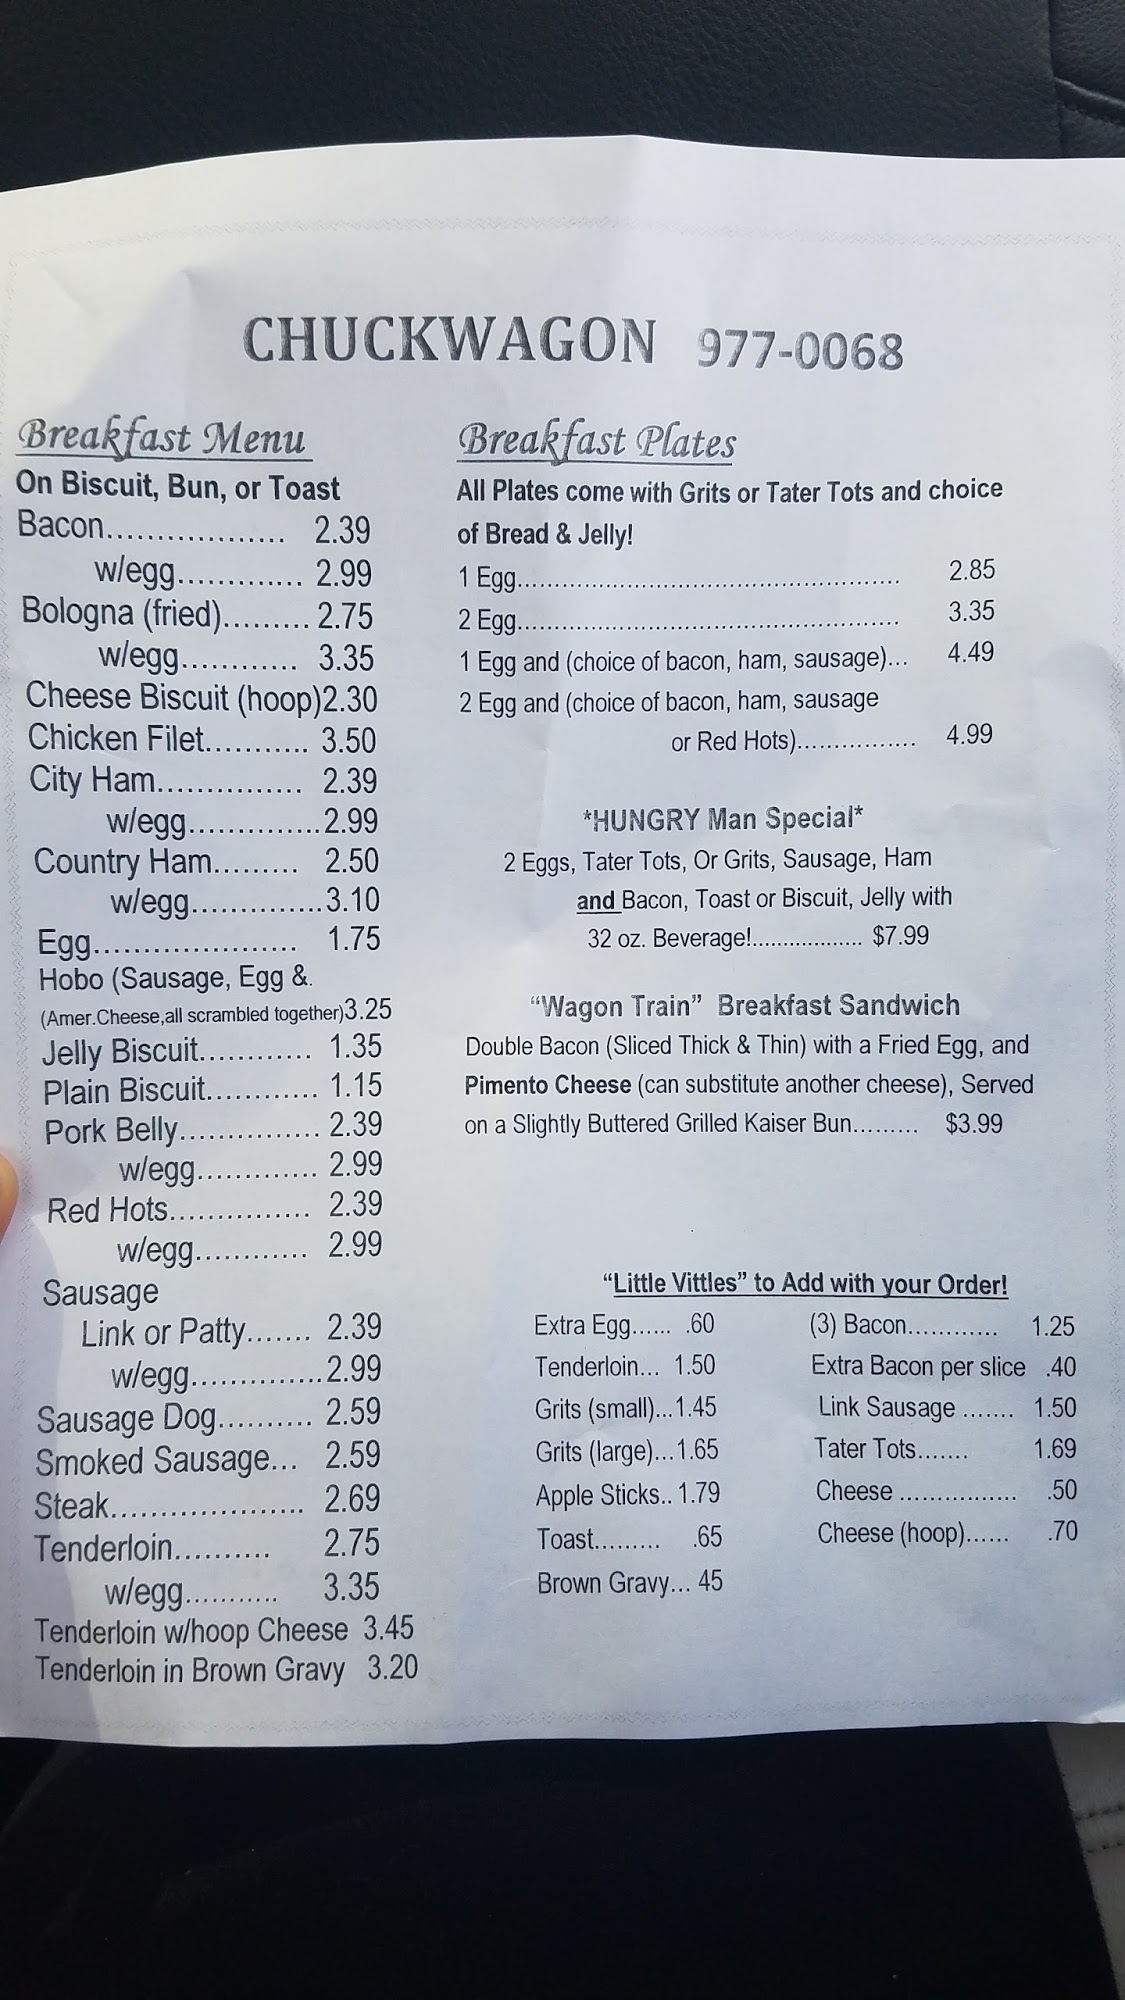 CHUCKWAGON 977-0068
Breakfast Menu
On Biscuit, Bun, or Toast
Bacon.................. 2.39
w/egg............. 2.99
Bologna (fried)......... 2.75
w/egg............ 3.35
Cheese Biscuit (hoop)2.30
Chicken Filet........... 3.50
City Ham............... 2.39
w/egg..............2.99
Country Ham......... 2.50
w/egg..............3.10
Egg..................... 1.75
Hobo (Sausage, Egg &.
(Amer.Cheese,all scrambled together)3.25
Jelly Biscuit............ 1.35
Plain Biscuit............ 1.15
Pork Belly............... 2.39
w/egg............. 2.99
Red Hots............... 2.39
w/egg............ 2.99
Sausage
Link or Patty....... 2.39
w/egg..............2.99
Sausage Dog.......... 2.59
Smoked Sausage... 2.59
Steak................... 2.69
Tenderloin.......... 2.75
w/egg........... 3.35
Tenderloin w/hoop Cheese 3.45
Tenderloin in Brown Gravy 3.20
Breakfast Plates
All Plates come with Grits or Tater Tots and choice
of Bread & Jelly!
1 Egg................................................... 2.85
2 Egg................................................... 3.35
1 Egg and (choice of bacon, ham, sausage)... 4.49
2 Egg and (choice of bacon, ham, sausage
or Red Hots)................ 4.99
*HUNGRY Man Special*
2 Eggs, Tater Tots, Or Grits, Sausage, Ham
and Bacon, Toast or Biscuit, Jelly with
32 oz. Beverage!.................. $7.99
"Wagon Train" Breakfast Sandwich
Double Bacon (Sliced Thick & Thin) with a Fried Egg, and
Pimento Cheese (can substitute another cheese), Served
on a Slightly Buttered Grilled Kaiser Bun......... $3.99
"Little Vittles" to Add with your Order!
Extra Egg...... .60 (3) Bacon............ 1.25
Tenderloin... 1.50 Extra Bacon per slice .40
Grits (small)...1.45 Link Sausage ....... 1.50
Grits (large)...1.65 Tater Tots....... 1.69
Apple Sticks.. 1.79 Cheese ................ .50
Toast......... .65 Cheese (hoop)...... .70
Brown Gravy... 45